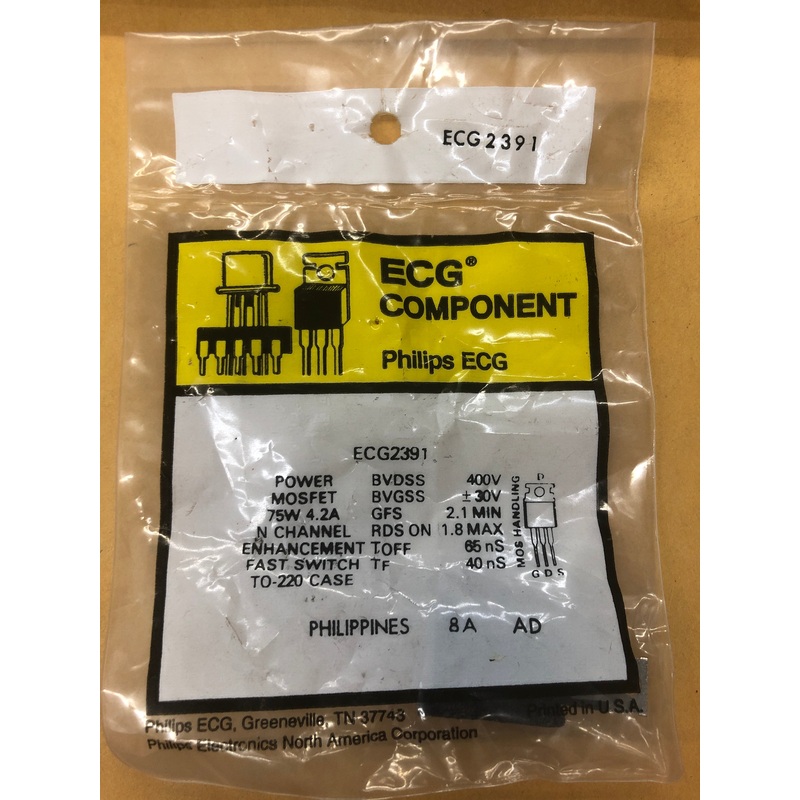 ECG2391
ECG®
COMPONENT
Philips ECG
ECG2391
POWER BVDSS 400V
MOSFET BVGSS ±30V
75W 4.2A GFS 2.1 MIN
N CHANNEL RDS ON 1.8 MAX
ENHANCEMENT TOFF 65 nS
FAST SWITCH TF 40 nS
TO-220 CASE
MOS HANDLING
D
G D S
PHILIPPINES 8A AD
Philips ECG, Greeneville, TN 37743
Printed in U.S.A.
Philips Electronics North America Corporation